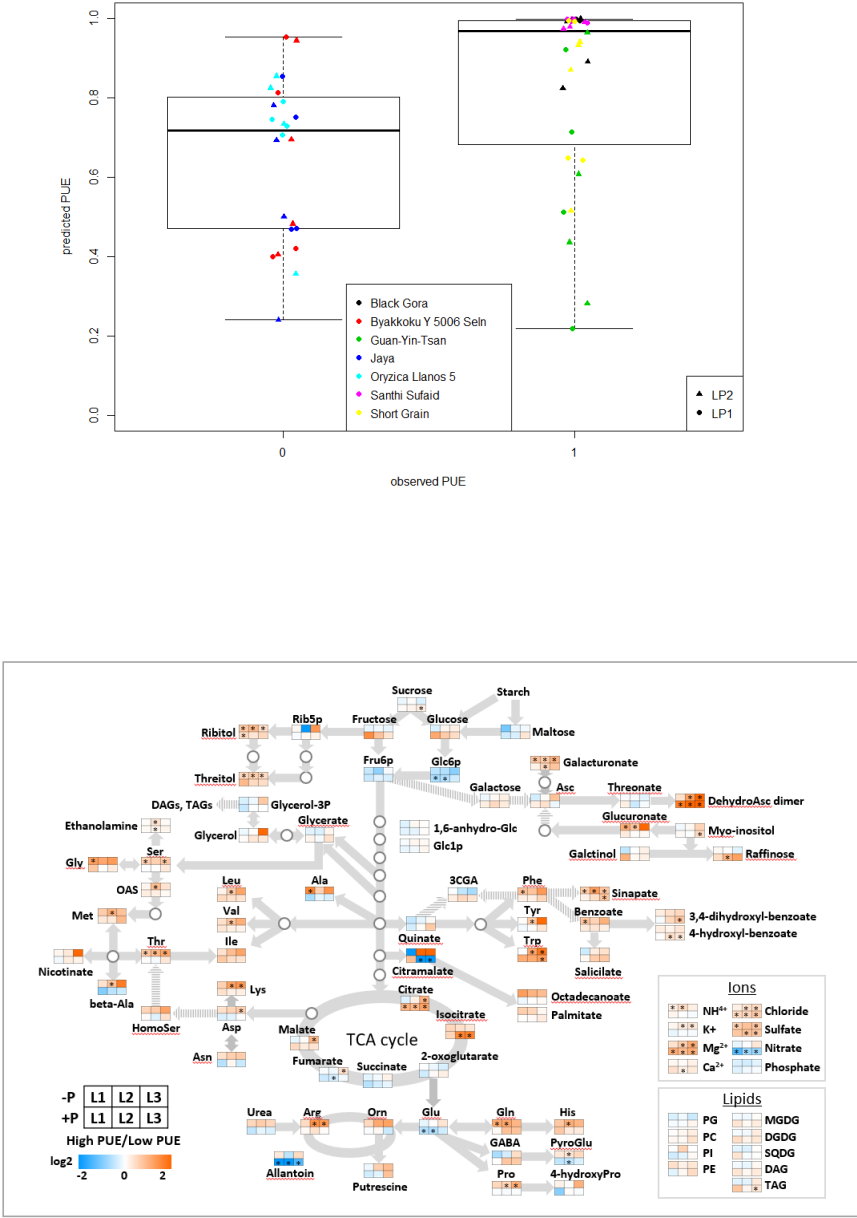 1.0
0.8
0.6
0.4
0.2
0.0
predicted PUE
Black Gora
Byakkoku Y 5006 Seln
Guan-Yin-Tsan
Jaya
Oryzica Llanos 5
Santhi Sufaid
Short Grain
LP2
LP1
0 1
observed PUE
Sucrose
Starch
Ribitol
Rib5p
Fructose
Glucose
Maltose
Fru6p
Glc6p
Galacturonate
Threitol
Galactose
Asc
Threonate
DehydroAsc dimer
DAGs, TAGs
Glycerol-3P
Glucuronate
Ethanolamine
Glycerol
Glycerate
1,6-anhydro-Glc
Myo-inositol
Glc1p
Gly
Ser
Galctinol
Raffinose
OAS
Leu
Ala
3CGA
Phe
Sinapate
Met
Val
Tyr
Benzoate
3,4-dihydroxyl-benzoate
4-hydroxyl-benzoate
Thr
Ile
Quinate
Trp
Nicotinate
Citramalate
Salicilate
beta-Ala
Lys
Citrate
Octadecanoate
Palmitate
HomoSer
Asp
Isocitrate
Malate
TCA cycle
Asn
Fumarate
Succinate
2-oxoglutarate
Ions
NH4+ Chloride
K+ Sulfate
Mg2+ Nitrate
Ca2+ Phosphate
-P L1 L2 L3
+P L1 L2 L3
High PUE/Low PUE
log2
-2 0 2
Urea
Arg
Orn
Glu
Gln
His
GABA
PyroGlu
Allantoin
Putrescine
Pro
4-hydroxyPro
Lipids
PG MGDG
PC DGDG
PI SQDG
PE DAG
TAG